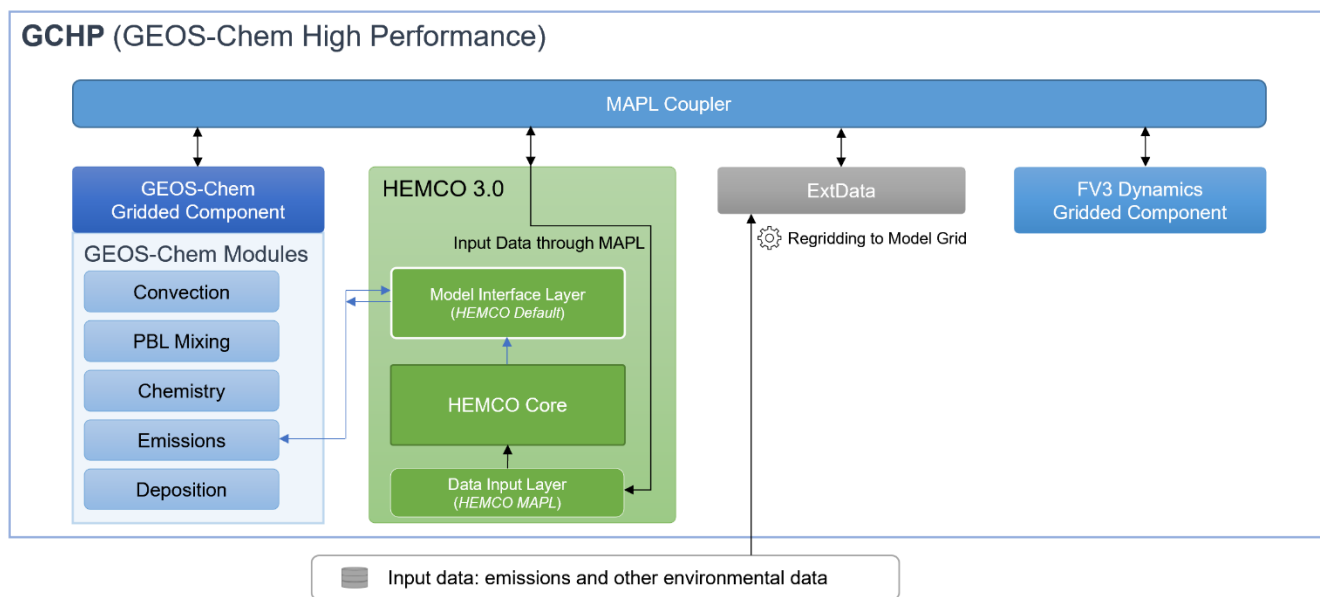 GCHP (GEOS-Chem High Performance)
MAPL Coupler
GEOS-Chem
Gridded Component
GEOS-Chem Modules
Convection
PBL Mixing
Chemistry
Emissions
Deposition
HEMCO 3.0
Input Data through MAPL
Model Interface Layer
(HEMCO Default)
HEMCO Core
Data Input Layer
(HEMCO MAPL)
ExtData
Regridding to Model Grid
FV3 Dynamics
Gridded Component
Input data: emissions and other environmental data